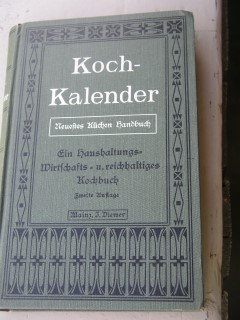 Koch-
Kalender
Neuestes Küchen Handbuch
Ein Haushaltungs-
Wirtschafts- u. reichhaltiges
Kochbuch
Zweite Auflage
Mainz, J. Diemer